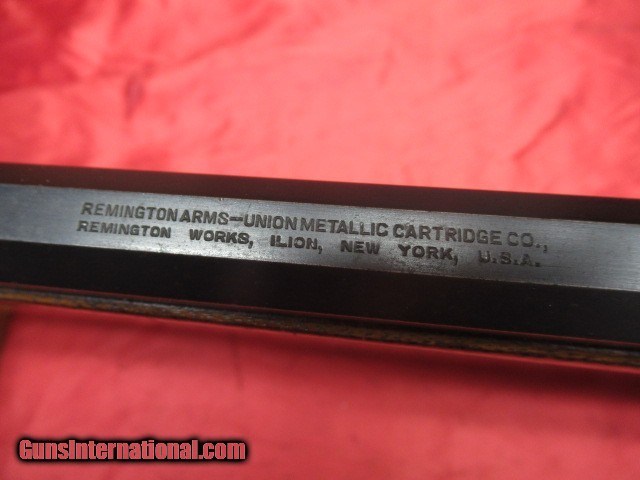 REMINGTON ARMS-UNION METALLIC CARTRIDGE CO.,
REMINGTON WORKS, ILION, NEW YORK, U.S.A.
GunsInternational.com